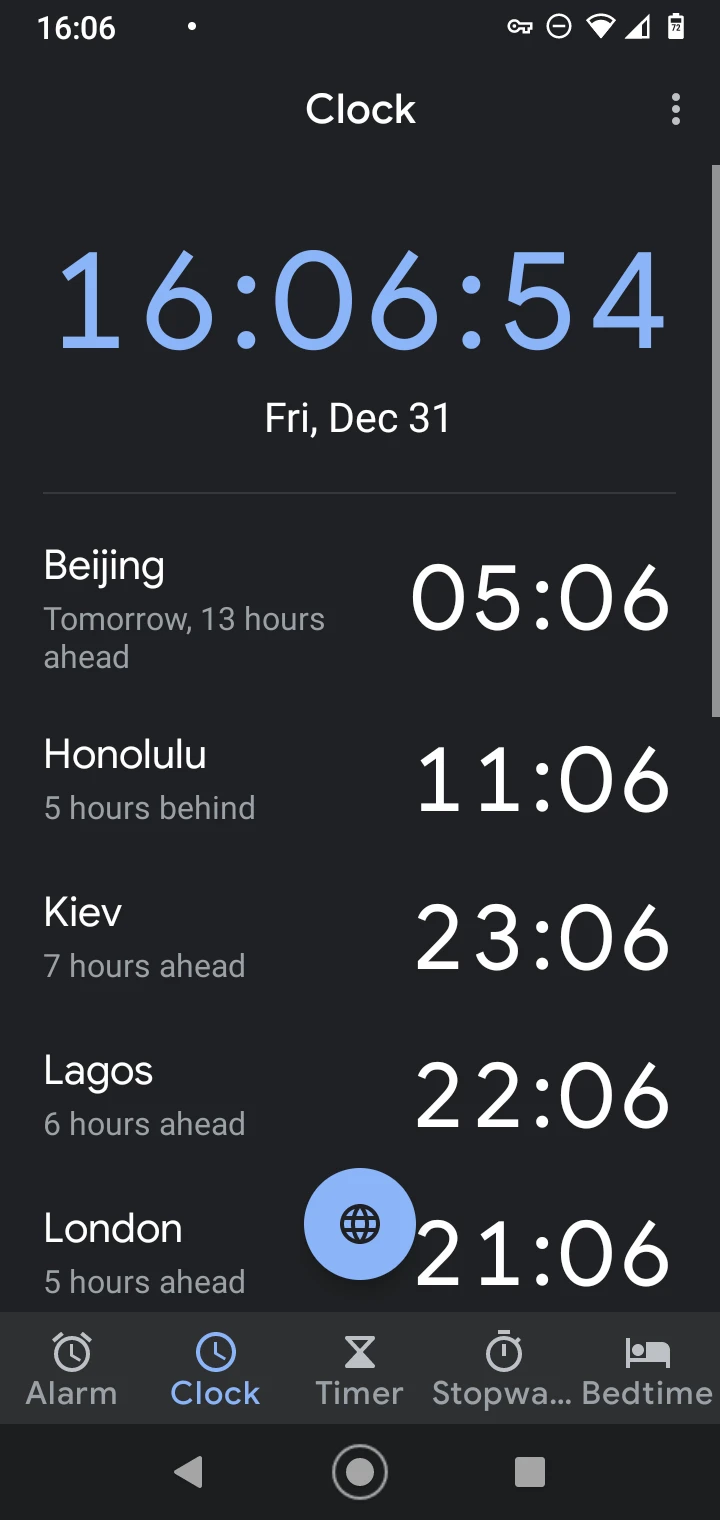 16:06
72
Clock
16:06:54
Fri, Dec 31
Beijing
Tomorrow, 13 hours
ahead
05:06
Honolulu
5 hours behind
11:06
Kiev
7 hours ahead
23:06
Lagos
6 hours ahead
22:06
London
5 hours ahead
21:06
Alarm
Clock
Timer
Stopwa...
Bedtime